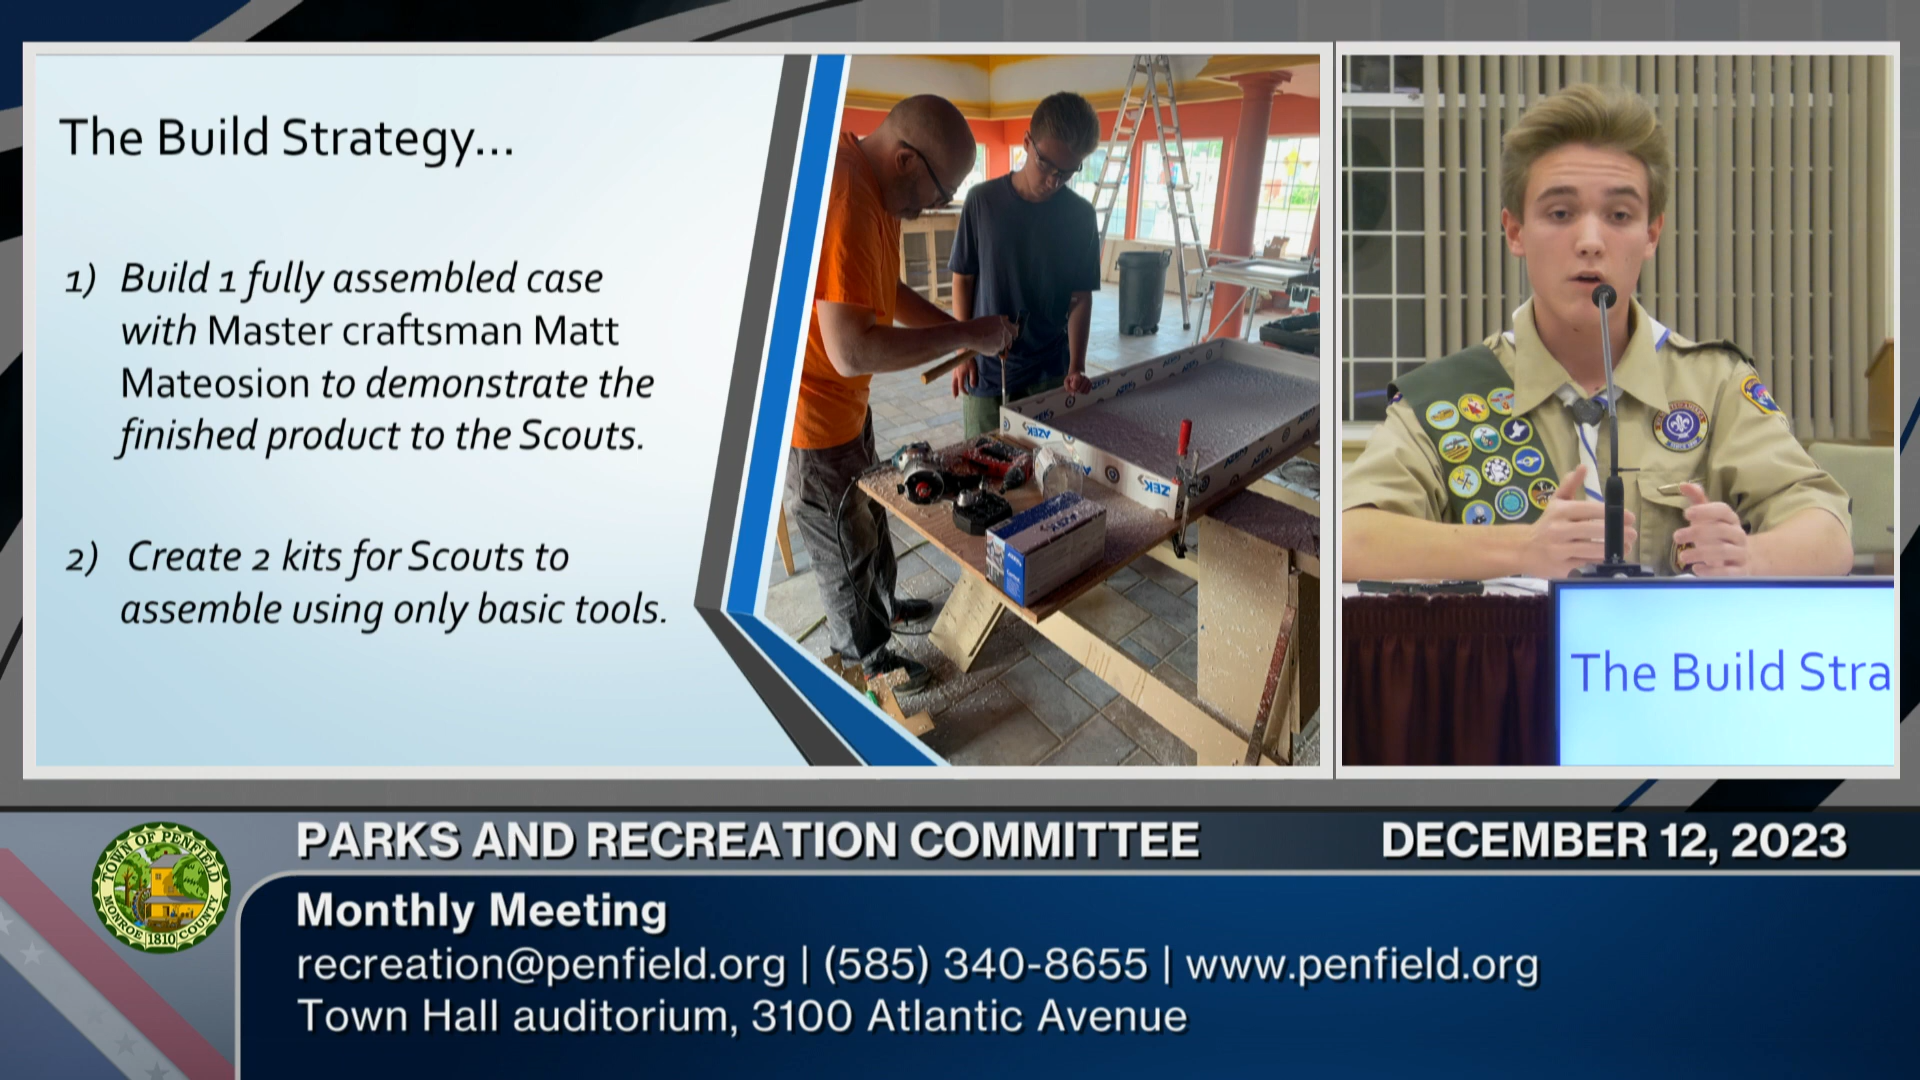 The Build Strategy...
1) Build 1 fully assembled case
with Master craftsman Matt
Mateosion to demonstrate the
finished product to the Scouts.
2) Create 2 kits for Scouts to
assemble using only basic tools.
AZEK
AZEK
AZEK
The Build Stra
TOWN OF PENFIELD
MONROE COUNTY
1810
PARKS AND RECREATION COMMITTEE
DECEMBER 12, 2023
Monthly Meeting
recreation@penfield.org | (585) 340-8655 | www.penfield.org
Town Hall auditorium, 3100 Atlantic Avenue